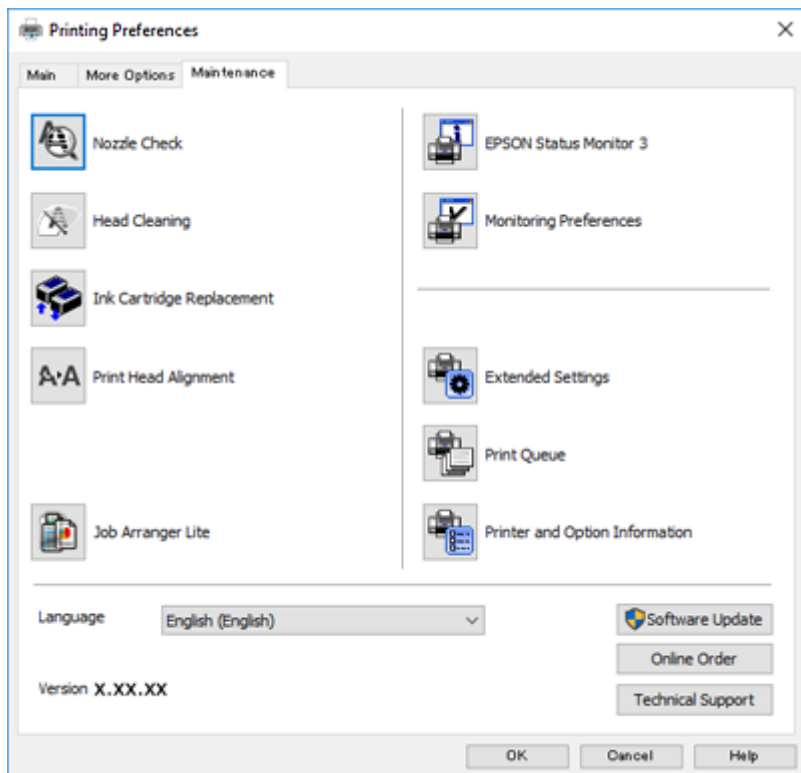 Printing Preferences
Main
More Options
Maintenance
Nozzle Check
Head Cleaning
Ink Cartridge Replacement
A·A Print Head Alignment
Job Arranger Lite
EPSON Status Monitor 3
Monitoring Preferences
Extended Settings
Print Queue
Printer and Option Information
Language
English (English)
Version X.XX.XX
Software Update
Online Order
Technical Support
OK
Cancel
Help